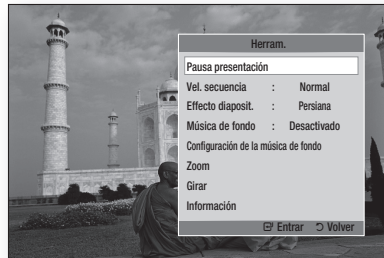 Herram.
Pausa presentación
Vel. secuencia : Normal
Effecto diaposit. : Persiana
Música de fondo : Desactivado
Configuración de la música de fondo
Zoom
Girar
Información
Entrar Volver